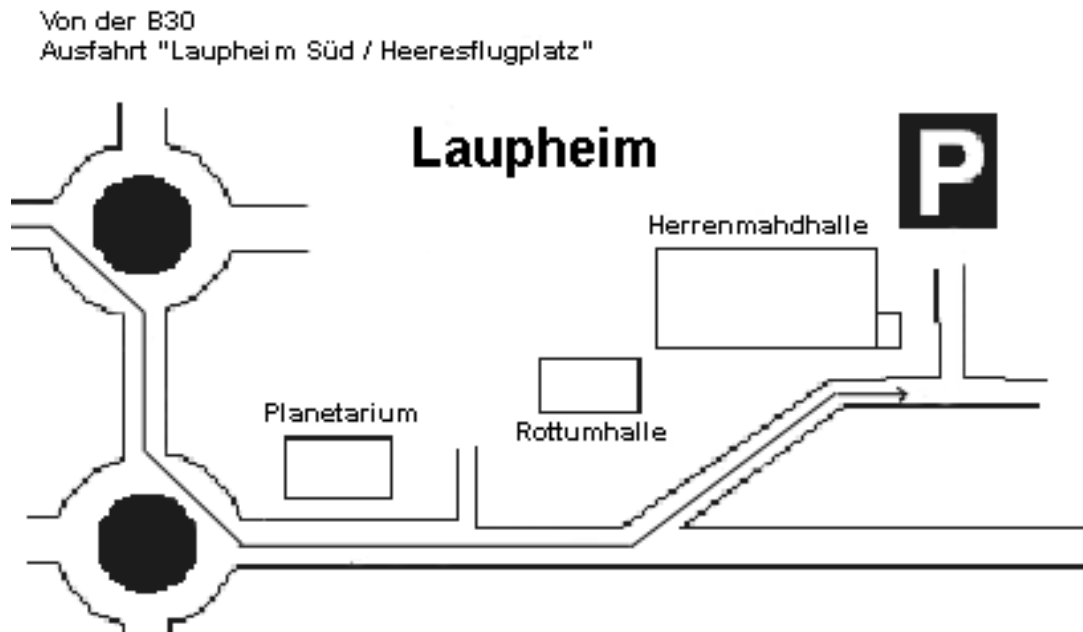 Von der B30
Ausfahrt "Laupheim Süd / Heeresflugplatz"
Laupheim
P
Herrenmahdhalle
Planetarium
Rottumhalle